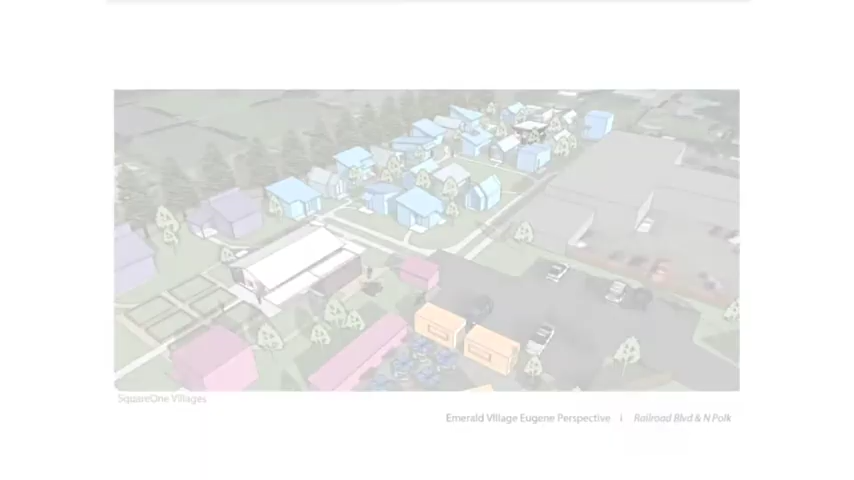 SquareOne Villages
Emerald Village Eugene Perspective | Railroad Blvd & N Polk